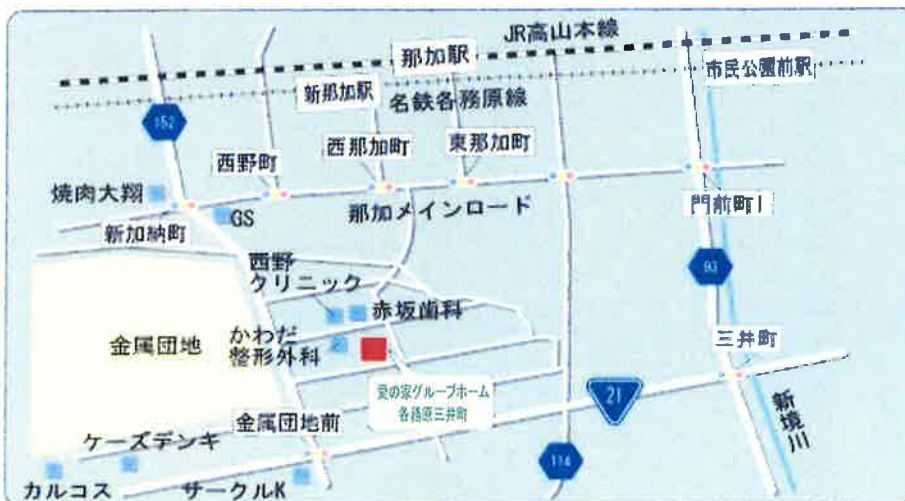 JR高山本線
那加駅
市民公園前駅
新那加駅
名鉄各務原線
152
西野町
西那加町
東那加町
焼肉大翔
GS
那加メインロード
門前町1
新加納町
西野
クリニック
93
赤坂歯科
金属団地
かわだ
整形外科
三井町
愛の家グループホーム
各務原三井町
21
新境川
金属団地前
ケーズデンキ
114
カルコス
サークルK